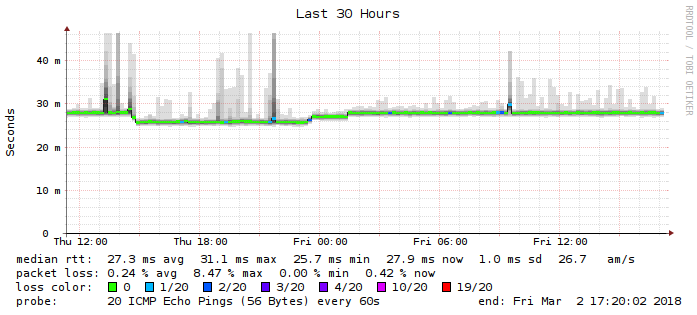 Last 30 Hours
RRDTOOL / TOBI OETIKER
Seconds
40 m
30 m
20 m
10 m
0
Thu 12:00 Thu 18:00 Fri 00:00 Fri 06:00 Fri 12:00
median rtt: 27.3 ms avg 31.1 ms max 25.7 ms min 27.9 ms now 1.0 ms sd 26.7 am/s
packet loss: 0.24 % avg 8.47 % max 0.00 % min 0.42 % now
loss color: 0 1/20 2/20 3/20 4/20 10/20 19/20
probe: 20 ICMP Echo Pings (56 Bytes) every 60s end: Fri Mar 2 17:20:02 2018